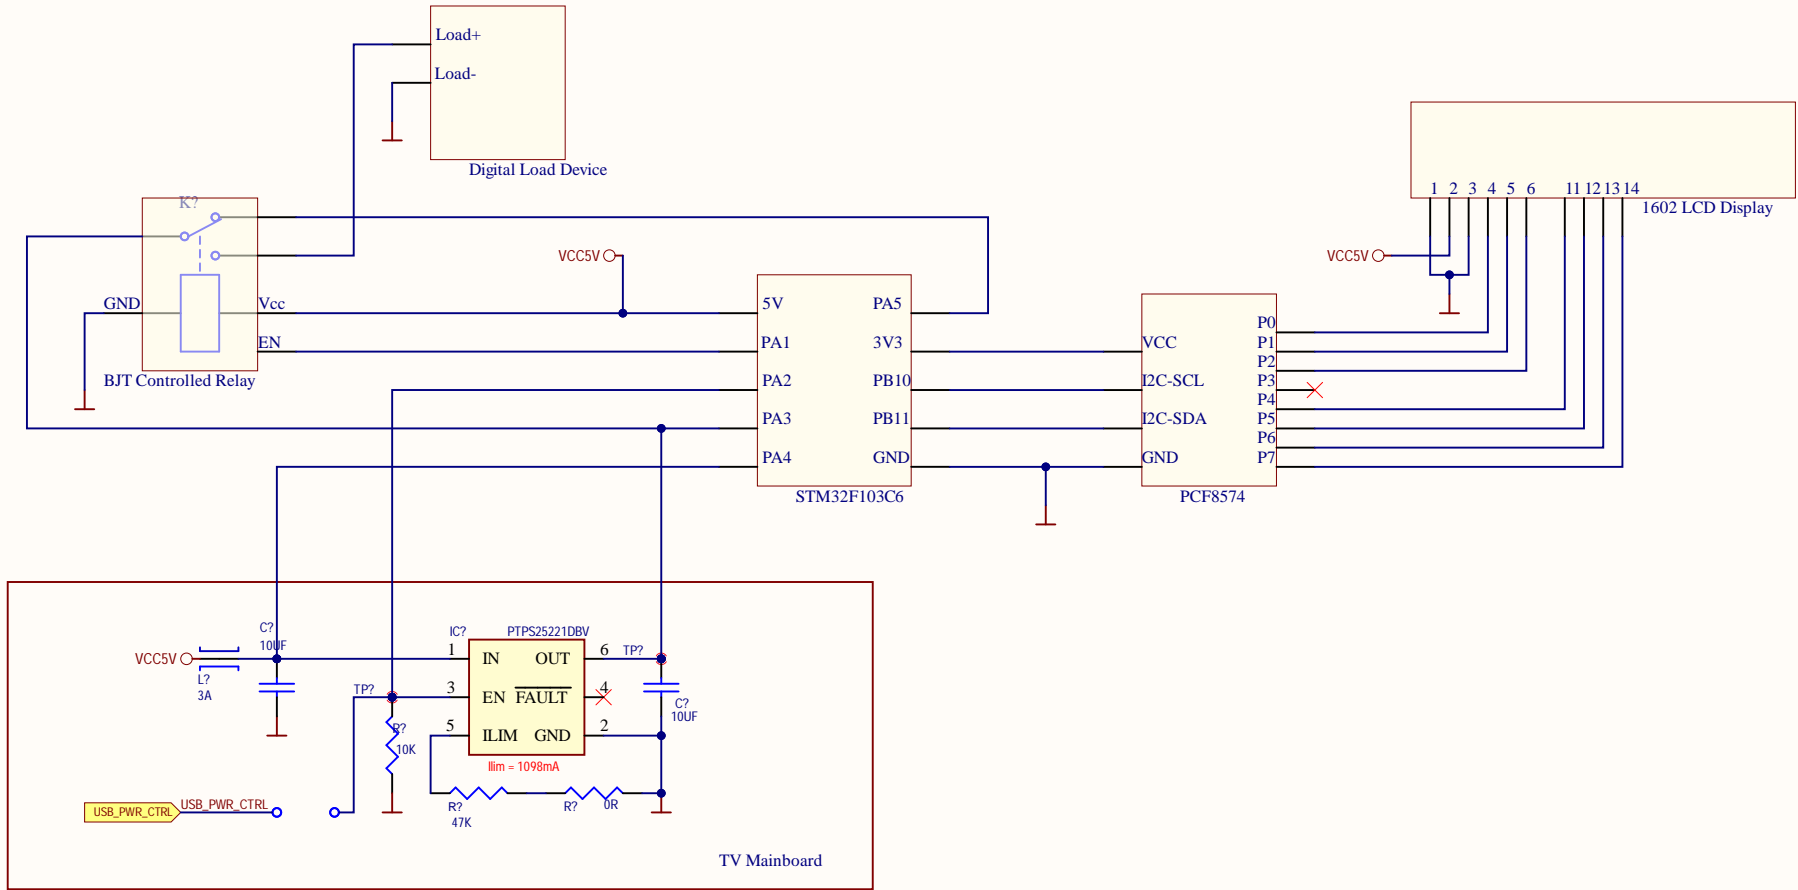 Load+
Load-
Digital Load Device
K?
GND
Vcc
EN
BJT Controlled Relay
VCC5V
5V
PA1
PA2
PA3
PA4
PA5
3V3
PB10
PB11
GND
STM32F103C6
VCC
I2C-SCL
I2C-SDA
GND
P0
P1
P2
P3
P4
P5
P6
P7
PCF8574
VCC5V
1 2 3 4 5 6 11 12 13 14
1602 LCD Display
VCC5V
L?
3A
C?
10UF
TP?
R?
10K
USB_PWR_CTRL
USB_PWR_CTRL
IC?
PTPS25221DBV
1
3
5
IN
EN
ILIM
OUT
FAULT
GND
6
4
2
Ilim = 1098mA
TP?
C?
10UF
R?
47K
R?
0R
TV Mainboard